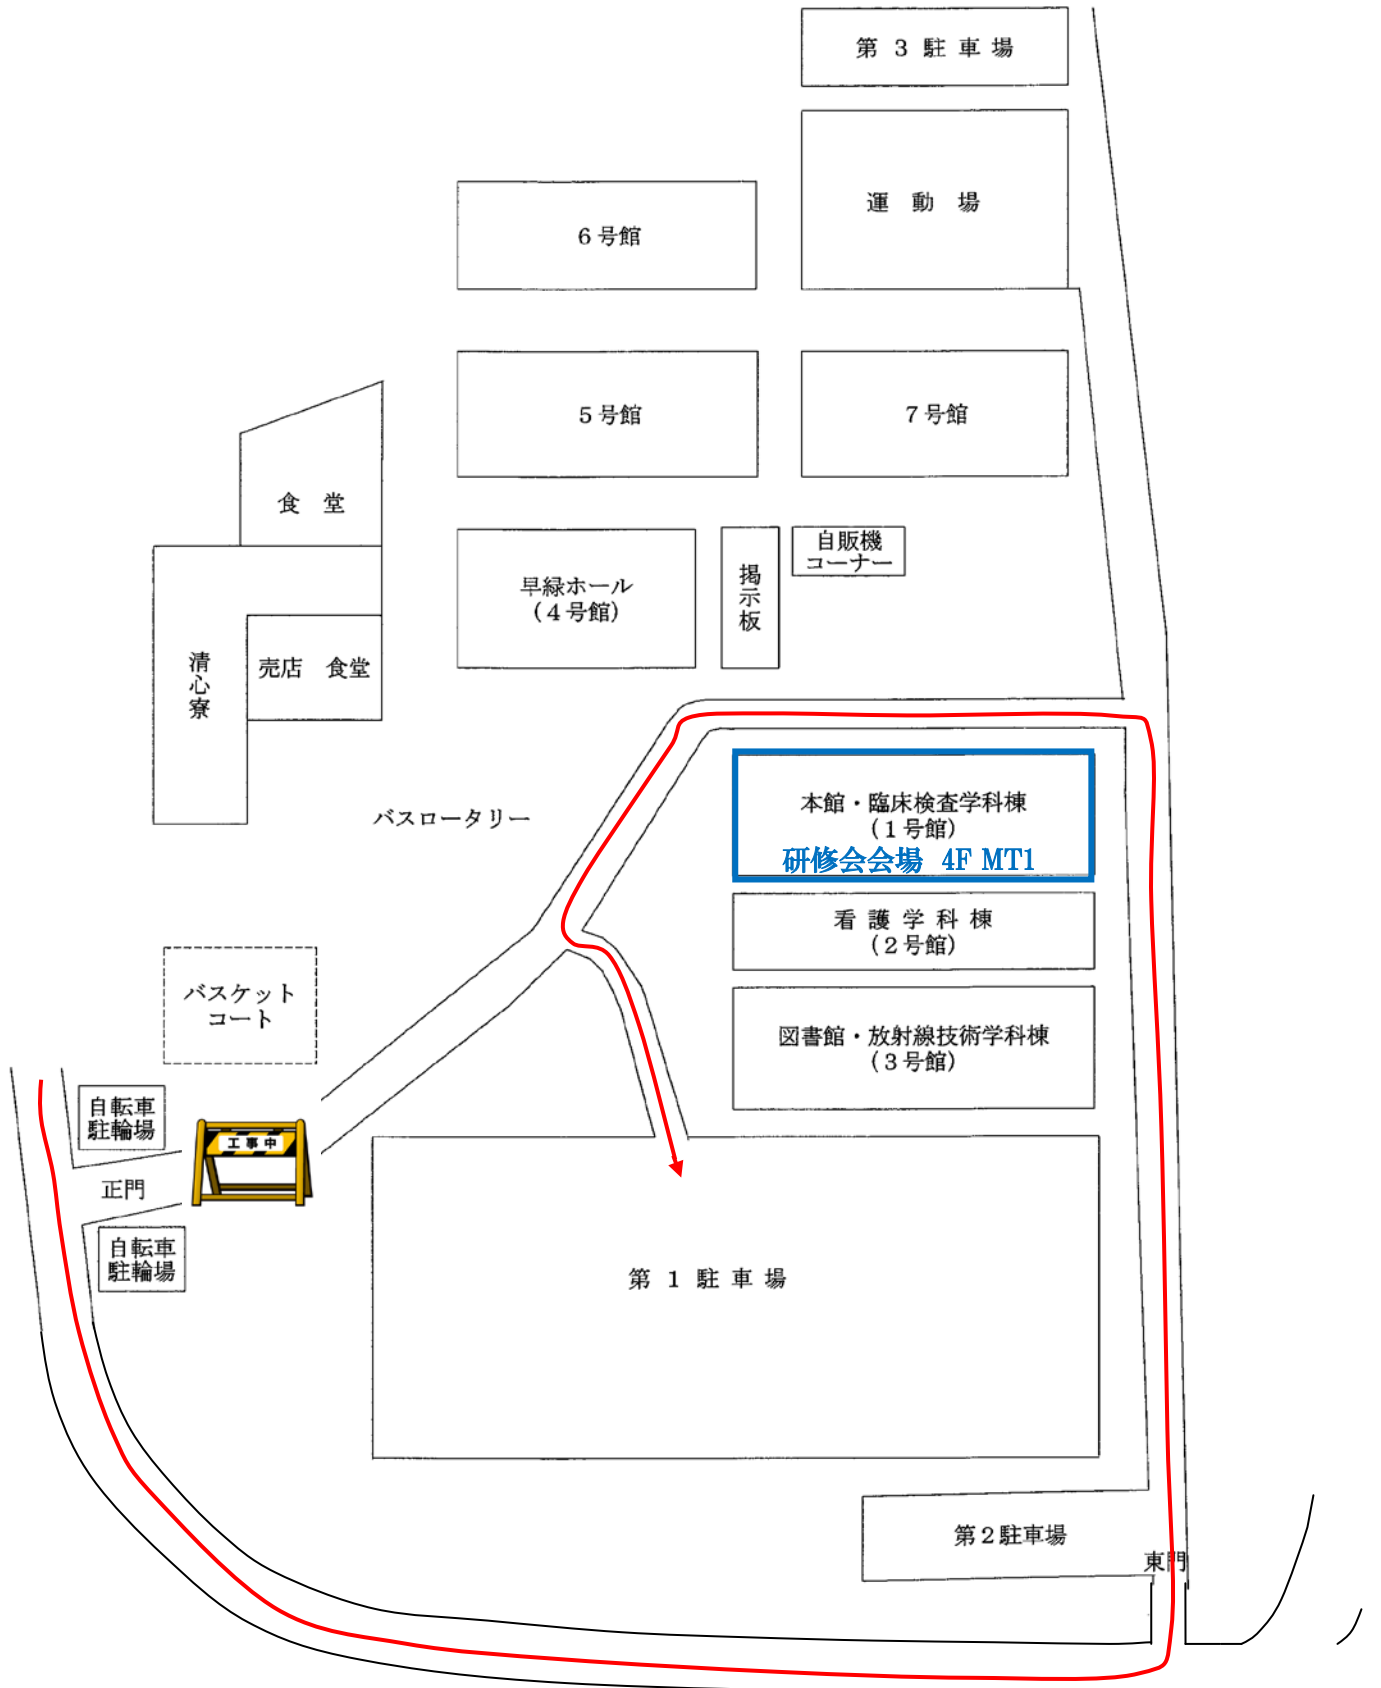 第 3 駐 車 場
運 動 場
6号館
5号館
7号館
食 堂
自販機
コーナー
掲示板
早緑ホール
(4号館)
清心寮
売店 食堂
本館・臨床検査学科棟
(1号館)
研修会会場 4F MT1
バスロータリー
看 護 学 科 棟
(2号館)
バスケット
コート
図書館・放射線技術学科棟
(3号館)
自転車
駐輪場
工事中
正門
自転車
駐輪場
第 1 駐 車 場
第2駐車場
東門